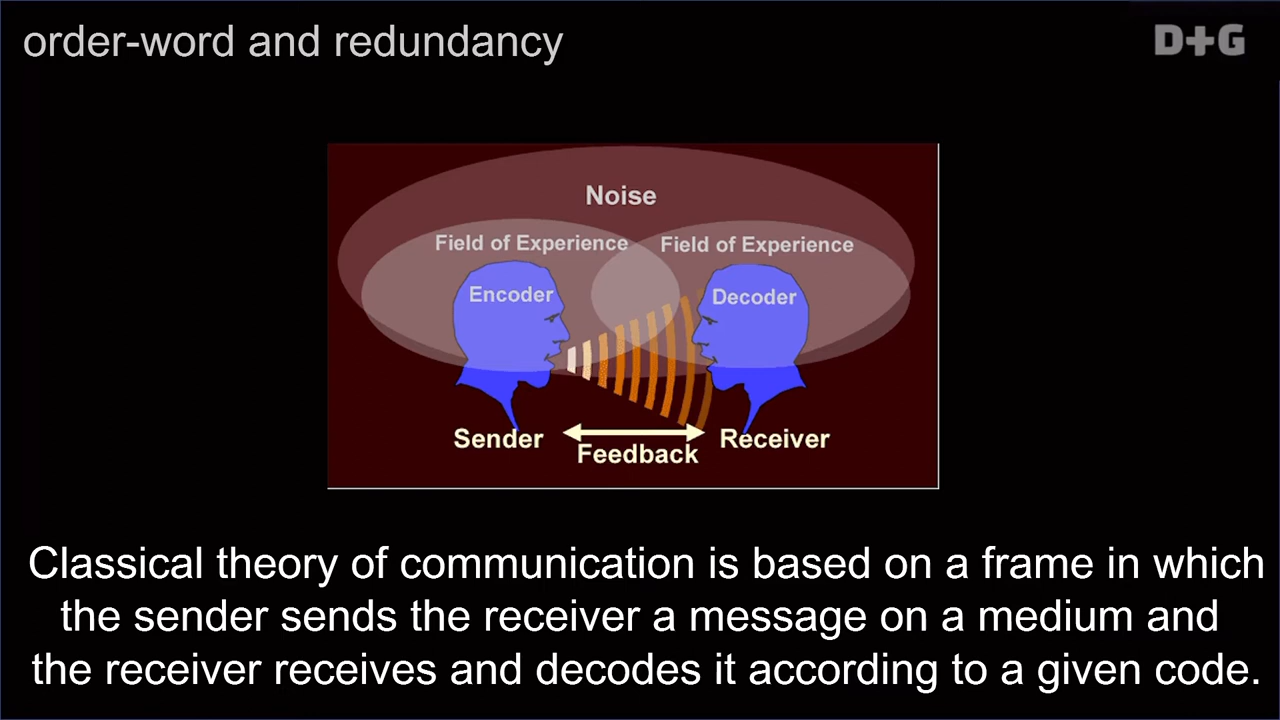 order-word and redundancy
D+G
Noise
Field of Experience
Field of Experience
Encoder
Decoder
Sender
Receiver
Feedback
Classical theory of communication is based on a frame in which
the sender sends the receiver a message on a medium and
the receiver receives and decodes it according to a given code.